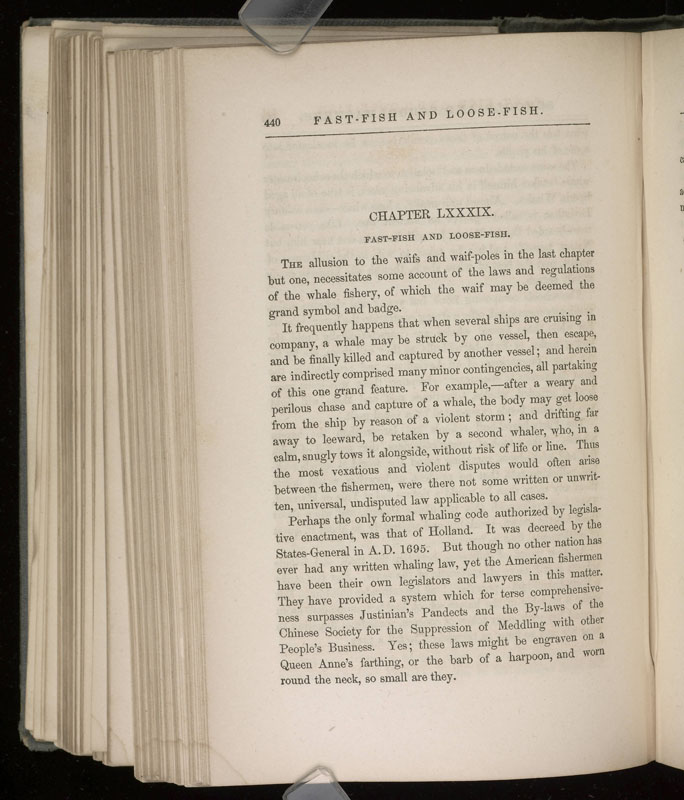 440 FAST-FISH AND LOOSE-FISH.
CHAPTER LXXXIX.
FAST-FISH AND LOOSE-FISH.
THE allusion to the waifs and waif-poles in the last chapter
but one, necessitates some account of the laws and regulations
of the whale fishery, of which the waif may be deemed the
grand symbol and badge.
It frequently happens that when several ships are cruising in
company, a whale may be struck by one vessel, then escape,
and be finally killed and captured by another vessel; and herein
are indirectly comprised many minor contingencies, all partaking
of this one grand feature. For example,—after a weary and
perilous chase and capture of a whale, the body may get loose
from the ship by reason of a violent storm; and drifting far
away to leeward, be retaken by a second whaler, who, in a
calm, snugly tows it alongside, without risk of life or line. Thus
the most vexatious and violent disputes would often arise
between the fishermen, were there not some written or unwrit-
ten, universal, undisputed law applicable to all cases.
Perhaps the only formal whaling code authorized by legisla-
tive enactment, was that of Holland. It was decreed by the
States-General in A.D. 1695. But though no other nation has
ever had any written whaling law, yet the American fishermen
have been their own legislators and lawyers in this matter.
They have provided a system which for terse comprehensive-
ness surpasses Justinian's Pandects and the By-laws of the
Chinese Society for the Suppression of Meddling with other
People's Business. Yes; these laws might be engraven on a
Queen Anne's farthing, or the barb of a harpoon, and worn
round the neck, so small are they.